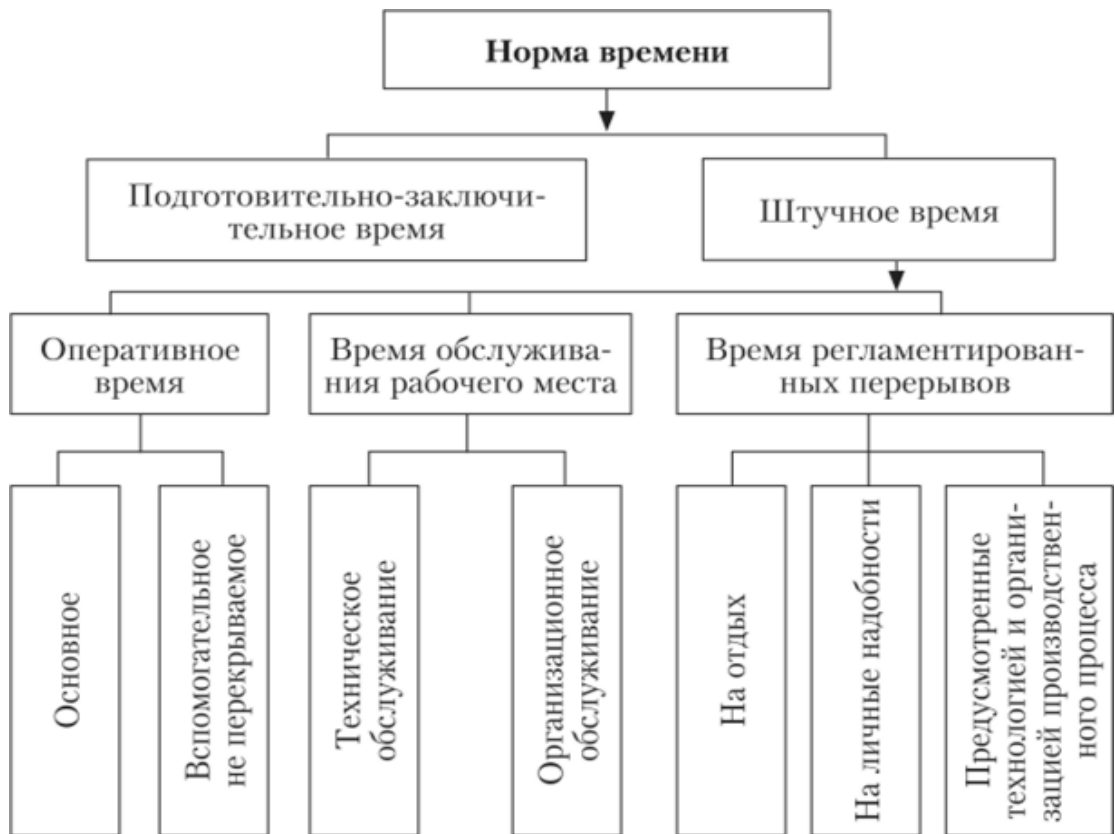 Норма времени
Подготовительно-заключи-
тельное время
Штучное время
Оперативное
время
Время обслужива-
ния рабочего места
Время регламентирован-
ных перерывов
Основное
Вспомогательное
не перекрываемое
Техническое
обслуживание
Организационное
обслуживание
На отдых
На личные надобности
Предусмотренные
технологией и органи-
зацией производствен-
ного процесса